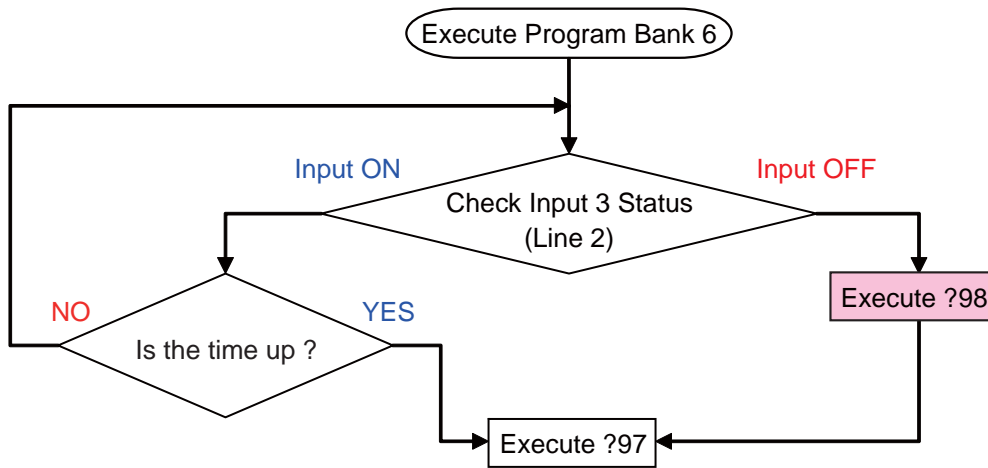 Execute Program Bank 6
Input ON
Input OFF
Check Input 3 Status
(Line 2)
Execute ?98
NO
YES
Is the time up ?
Execute ?97